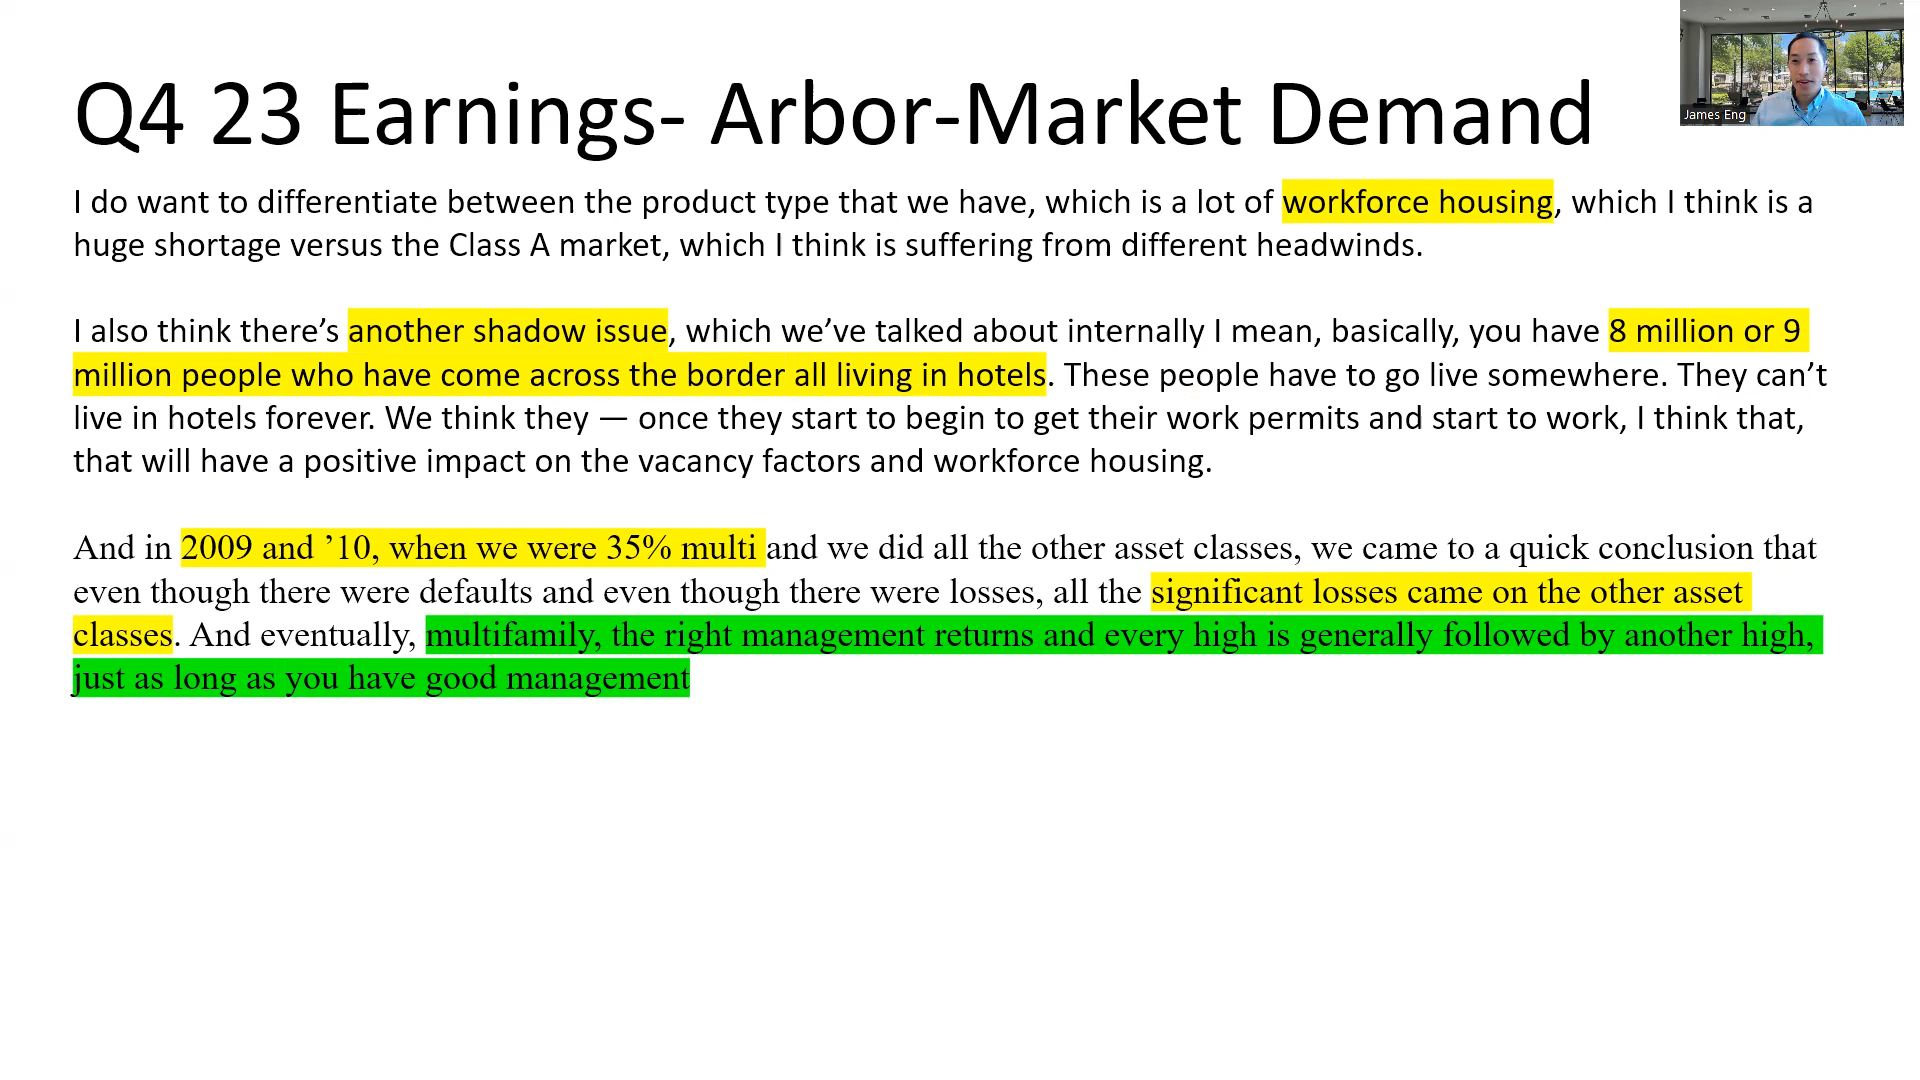 Q4 23 Earnings- Arbor-Market Demand
James Eng
I do want to differentiate between the product type that we have, which is a lot of workforce housing, which I think is a
huge shortage versus the Class A market, which I think is suffering from different headwinds.
I also think there’s another shadow issue, which we’ve talked about internally I mean, basically, you have 8 million or 9
million people who have come across the border all living in hotels. These people have to go live somewhere. They can’t
live in hotels forever. We think they — once they start to begin to get their work permits and start to work, I think that,
that will have a positive impact on the vacancy factors and workforce housing.
And in 2009 and ’10, when we were 35% multi and we did all the other asset classes, we came to a quick conclusion that
even though there were defaults and even though there were losses, all the significant losses came on the other asset
classes. And eventually, multifamily, the right management returns and every high is generally followed by another high,
just as long as you have good management